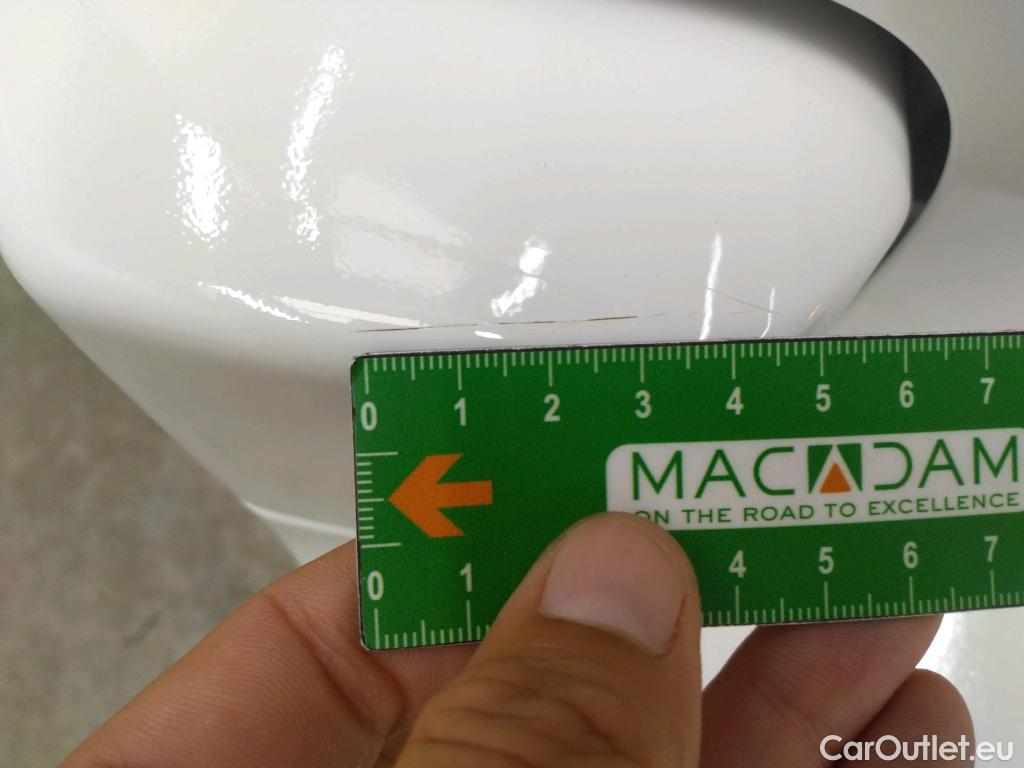 0 1 2 3 4 5 6 7
MACADAM
ON THE ROAD TO EXCELLENCE
0 1 4 5 6 7
CarOutlet.eu